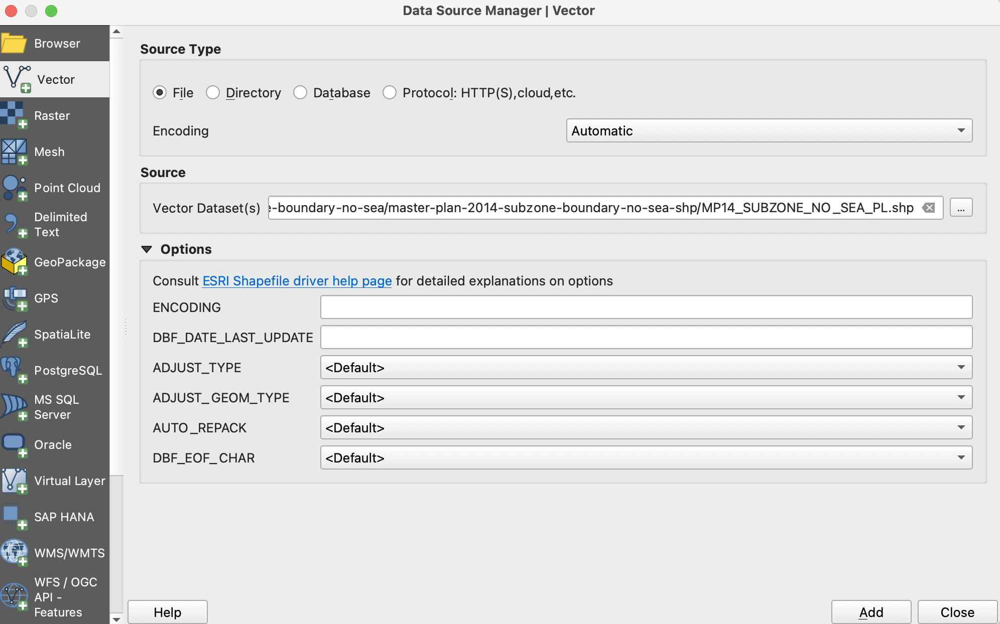 Data Source Manager | Vector
Browser
Vector
Raster
Mesh
Point Cloud
Delimited
Text
GeoPackage
GPS
SpatiaLite
PostgreSQL
MS SQL
Server
Oracle
Virtual Layer
SAP HANA
WMS/WMTS
WFS / OGC
API -
Features
Source Type
File Directory Database Protocol: HTTP(S),cloud,etc.
Encoding Automatic
Source
Vector Dataset(s) e-boundary-no-sea/master-plan-2014-subzone-boundary-no-sea-shp/MP14_SUBZONE_NO_SEA_PL.shp ...
Options
Consult ESRI Shapefile driver help page for detailed explanations on options
ENCODING
DBF_DATE_LAST_UPDATE
ADJUST_TYPE <Default>
ADJUST_GEOM_TYPE <Default>
AUTO_REPACK <Default>
DBF_EOF_CHAR <Default>
Help Add Close